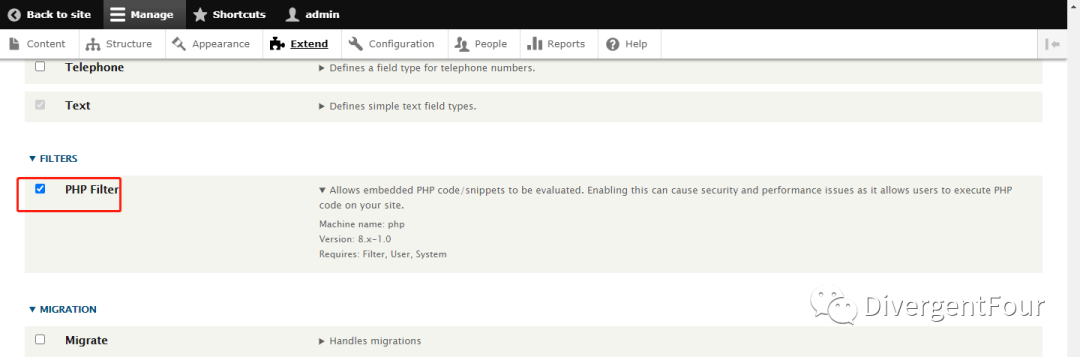 Back to site Manage Shortcuts admin
Content Structure Appearance Extend Configuration People Reports Help
Telephone ▶ Defines a field type for telephone numbers.
Text ▶ Defines simple text field types.
▼ FILTERS
PHP Filter ▼ Allows embedded PHP code/snippets to be evaluated. Enabling this can cause security and performance issues as it allows users to execute PHP
code on your site.
Machine name: php
Version: 8.x-1.0
Requires: Filter, User, System
DivergentFour
▼ MIGRATION
Migrate ▶ Handles migrations